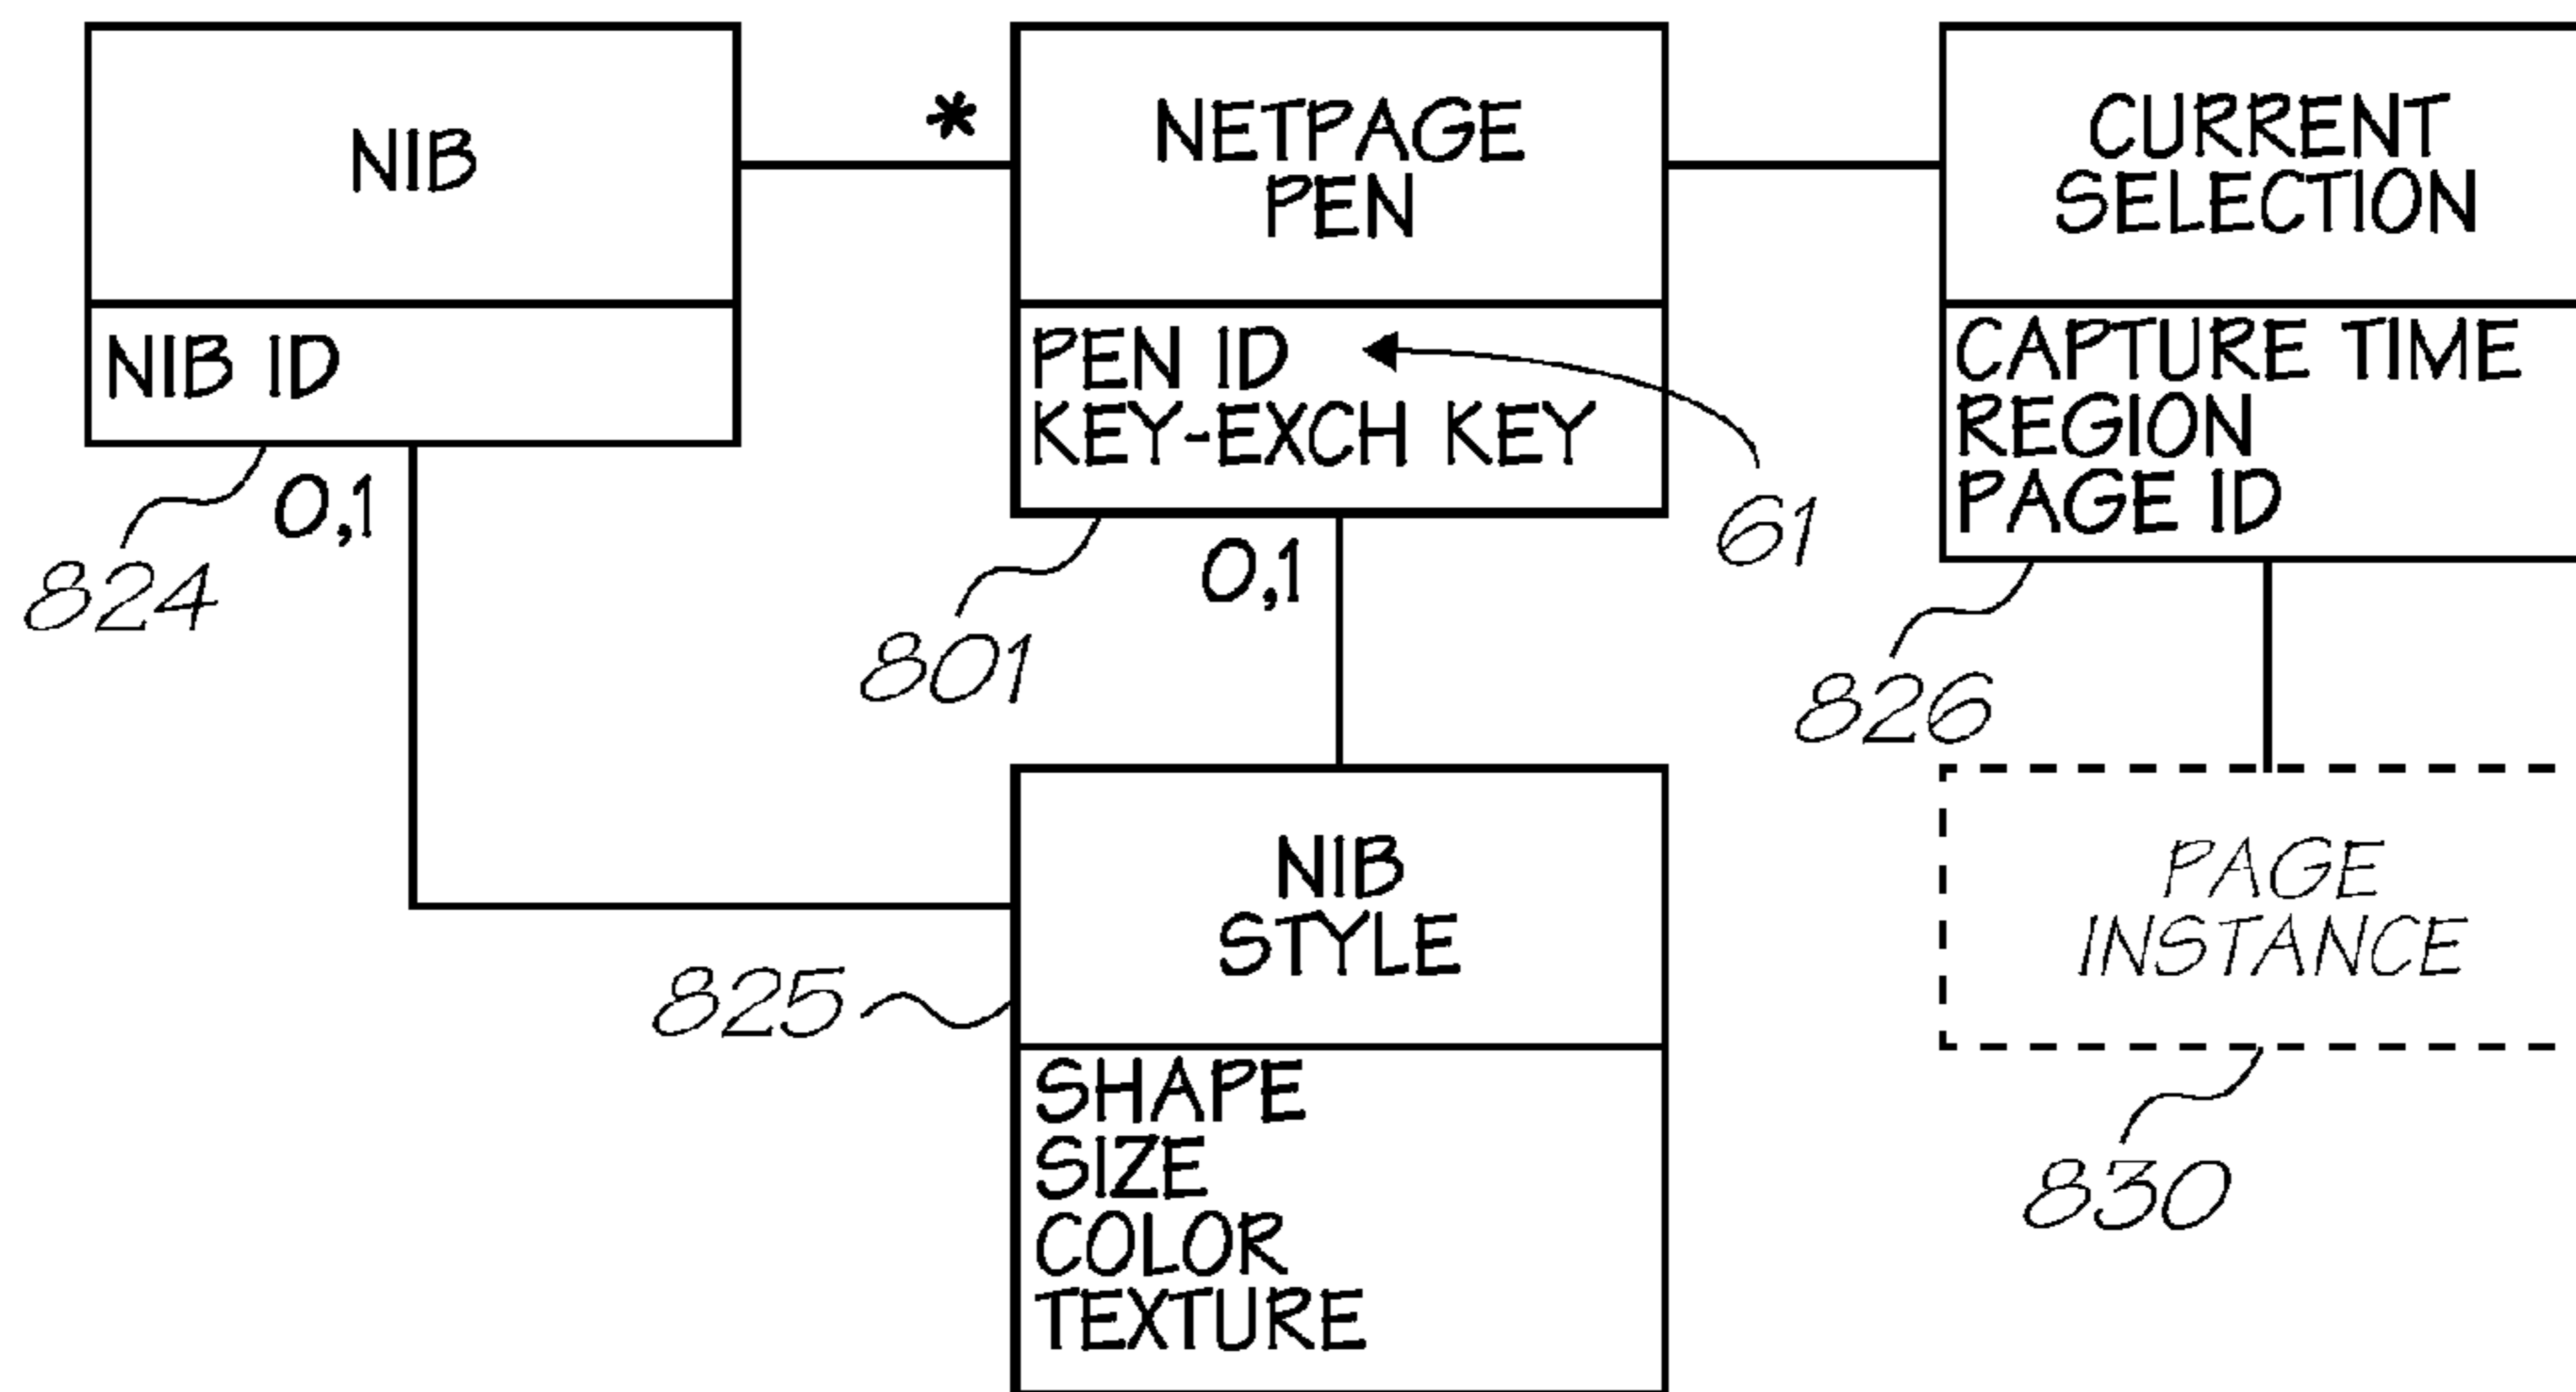 NIB
NIB ID
824
0,1
*
NETPAGE
PEN
PEN ID
KEY-EXCH KEY
61
801
0,1
CURRENT
SELECTION
CAPTURE TIME
REGION
PAGE ID
826
NIB
STYLE
825
SHAPE
SIZE
COLOR
TEXTURE
PAGE
INSTANCE
830